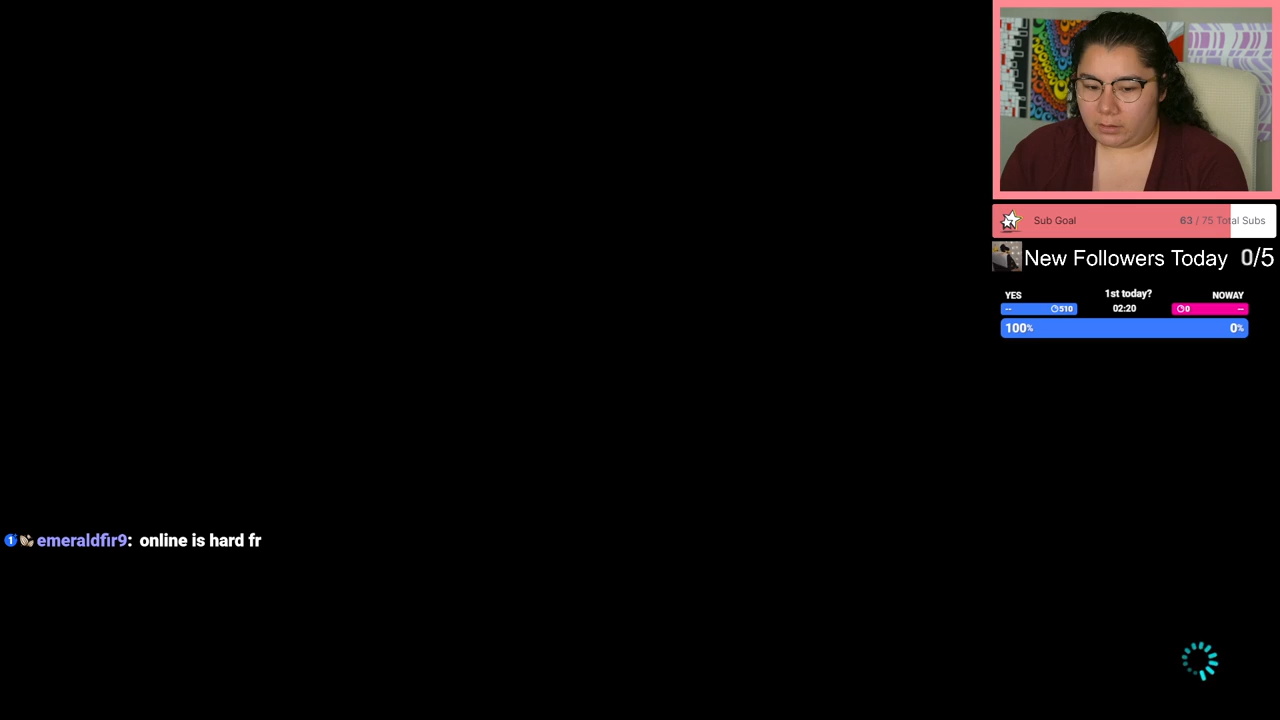 Sub Goal 63 / 75 Total Subs
New Followers Today 0/5
YES 1st today? NOWAY
-- 510 02:20 0 --
100% 0%
1 emeraldfir9: online is hard fr